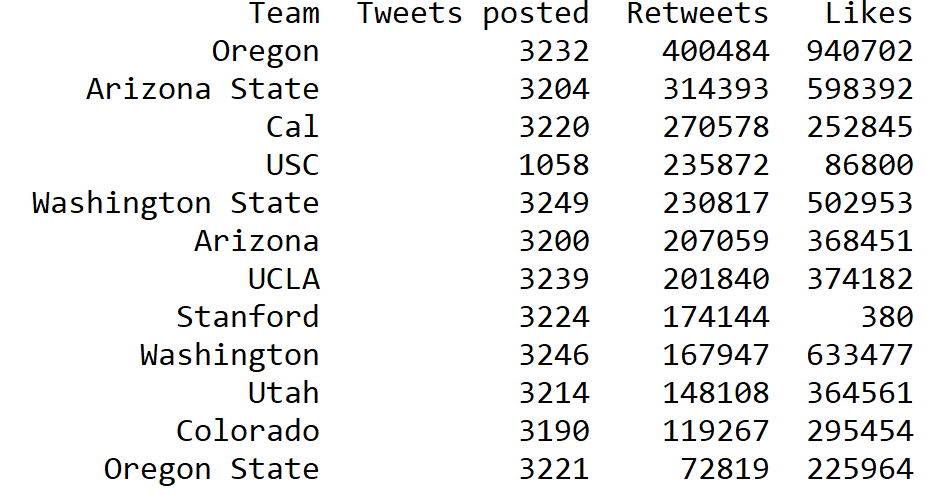 Team Tweets posted Retweets Likes
Oregon 3232 400484 940702
Arizona State 3204 314393 598392
Cal 3220 270578 252845
USC 1058 235872 86800
Washington State 3249 230817 502953
Arizona 3200 207059 368451
UCLA 3239 201840 374182
Stanford 3224 174144 380
Washington 3246 167947 633477
Utah 3214 148108 364561
Colorado 3190 119267 295454
Oregon State 3221 72819 225964